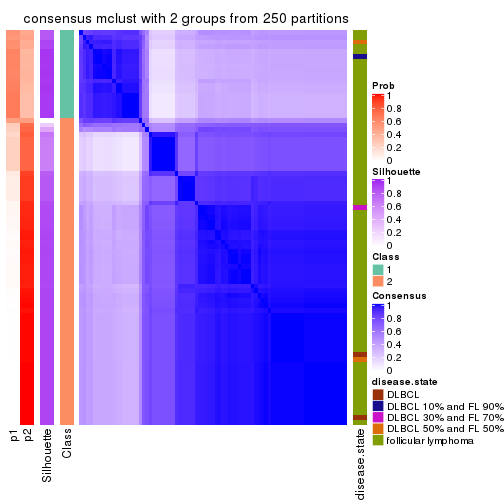 consensus mclust with 2 groups from 250 partitions
Prob
1
0.8
0.6
0.4
0.2
0
Silhouette
1
0.8
0.6
0.4
0.2
0
Class
1
2
Consensus
1
0.8
0.6
0.4
0.2
0
disease.state
DLBCL
DLBCL 10% and FL 90%
DLBCL 30% and FL 70%
DLBCL 50% and FL 50%
follicular lymphoma
p1
p2
Silhouette
Class
disease.state